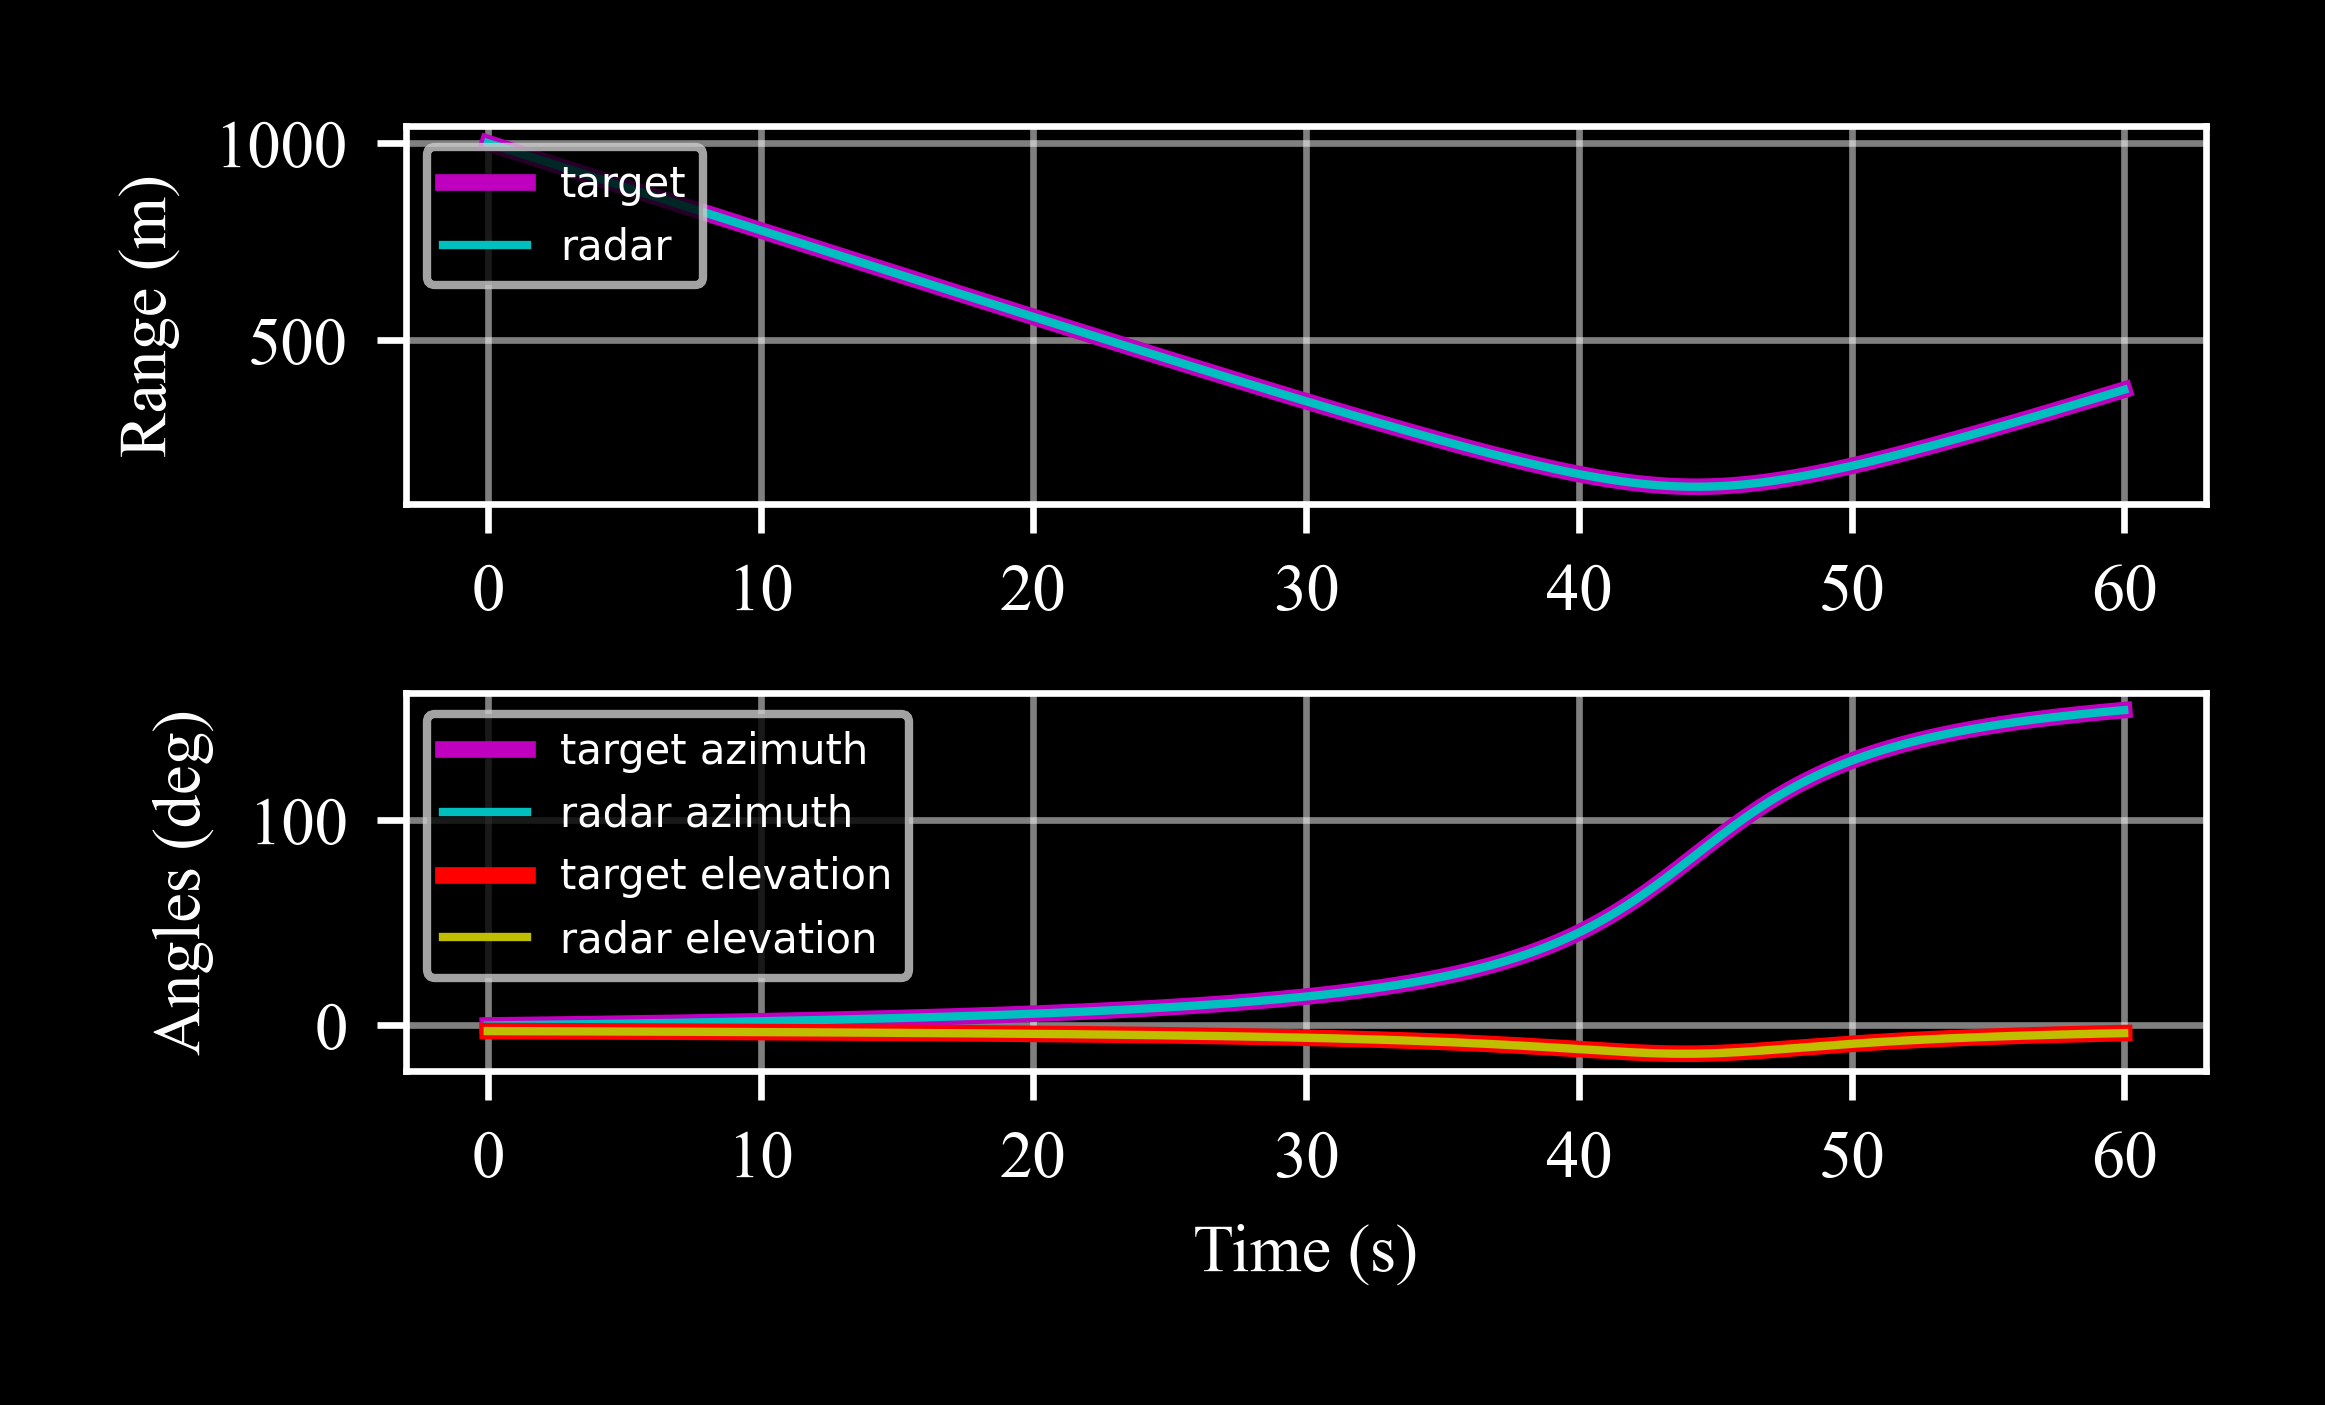 1000
500
Range (m)
target
radar
0 10 20 30 40 50 60
100
0
Angles (deg)
target azimuth
radar azimuth
target elevation
radar elevation
0 10 20 30 40 50 60
Time (s)